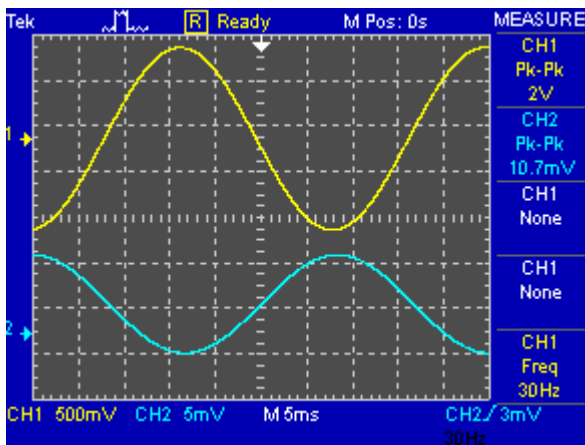 Tek R Ready M Pos: 0s MEASURE
CH1
Pk-Pk
2V
CH2
Pk-Pk
10.7mV
CH1
None
CH1
None
CH1
Freq
30Hz
1
2
CH1 500mV CH2 5mV M 5ms CH2 / 3mV
30Hz